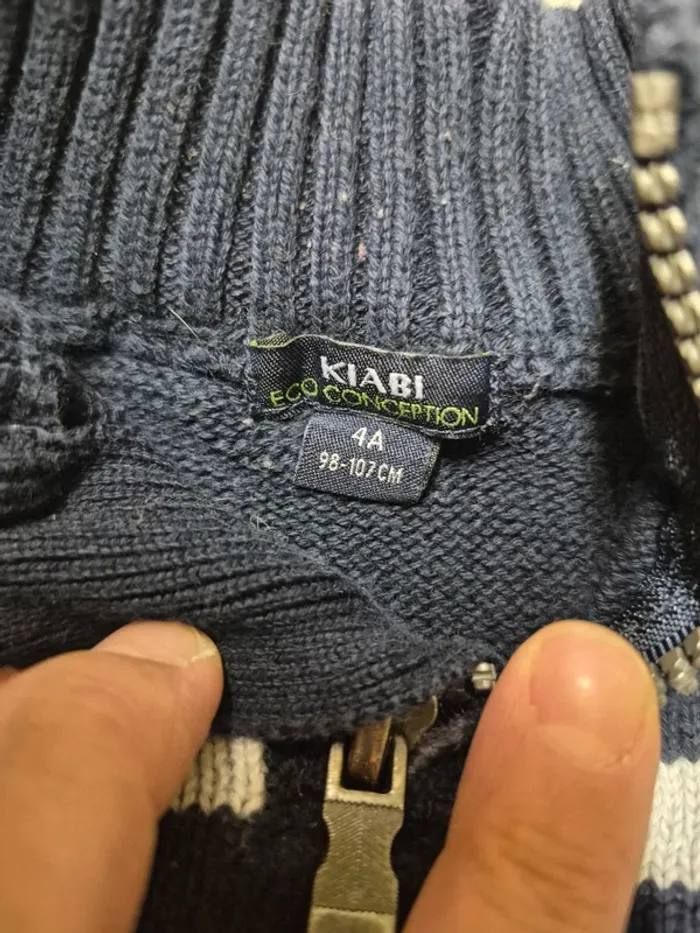 KIABI
ECO CONCEPTION
4A
98-107CM